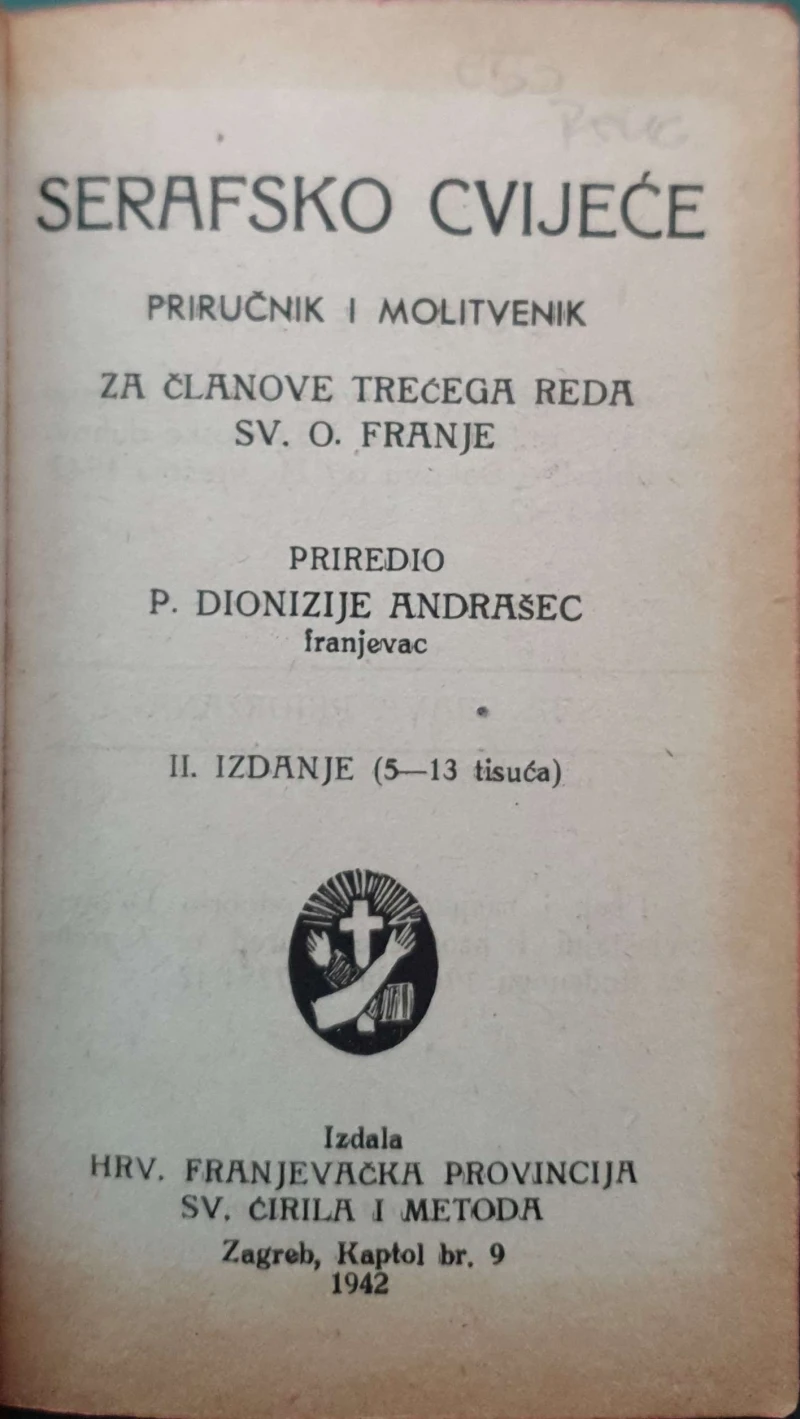 SERAFSKO CVIJEĆE
PRIRUČNIK I MOLITVENIK
ZA ČLANOVE TREĆEGA REDA
SV. O. FRANJE
PRIREDIO
P. DIONIZIJE ANDRAŠEC
franjevac
II. IZDANJE (5—13 tisuća)
Izdala
HRV. FRANJEVAČKA PROVINCIJA
SV. ĆIRILA I METODA
Zagreb, Kaptol br. 9
1942